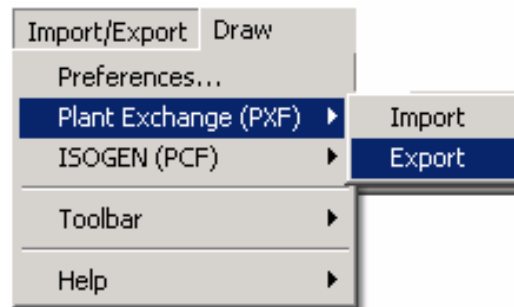 Import/Export Draw
Preferences...
Plant Exchange (PXF)
Import
ISOGEN (PCF)
Export
Toolbar
Help